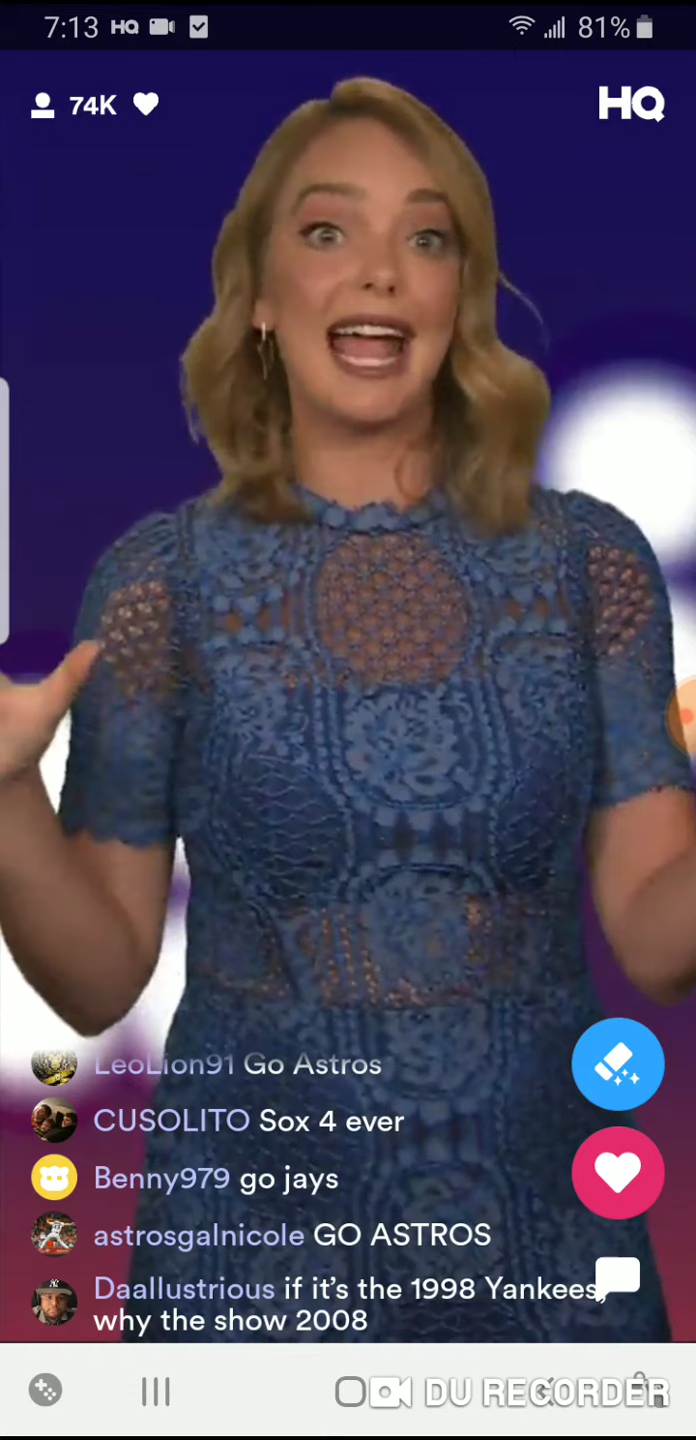 7:13 HQ 81%
74K
HQ
LeoLion91 Go Astros
CUSOLITO Sox 4 ever
Benny979 go jays
astrosgalnicole GO ASTROS
Daallustrious if it’s the 1998 Yankees,
why the show 2008
DU RECORDER